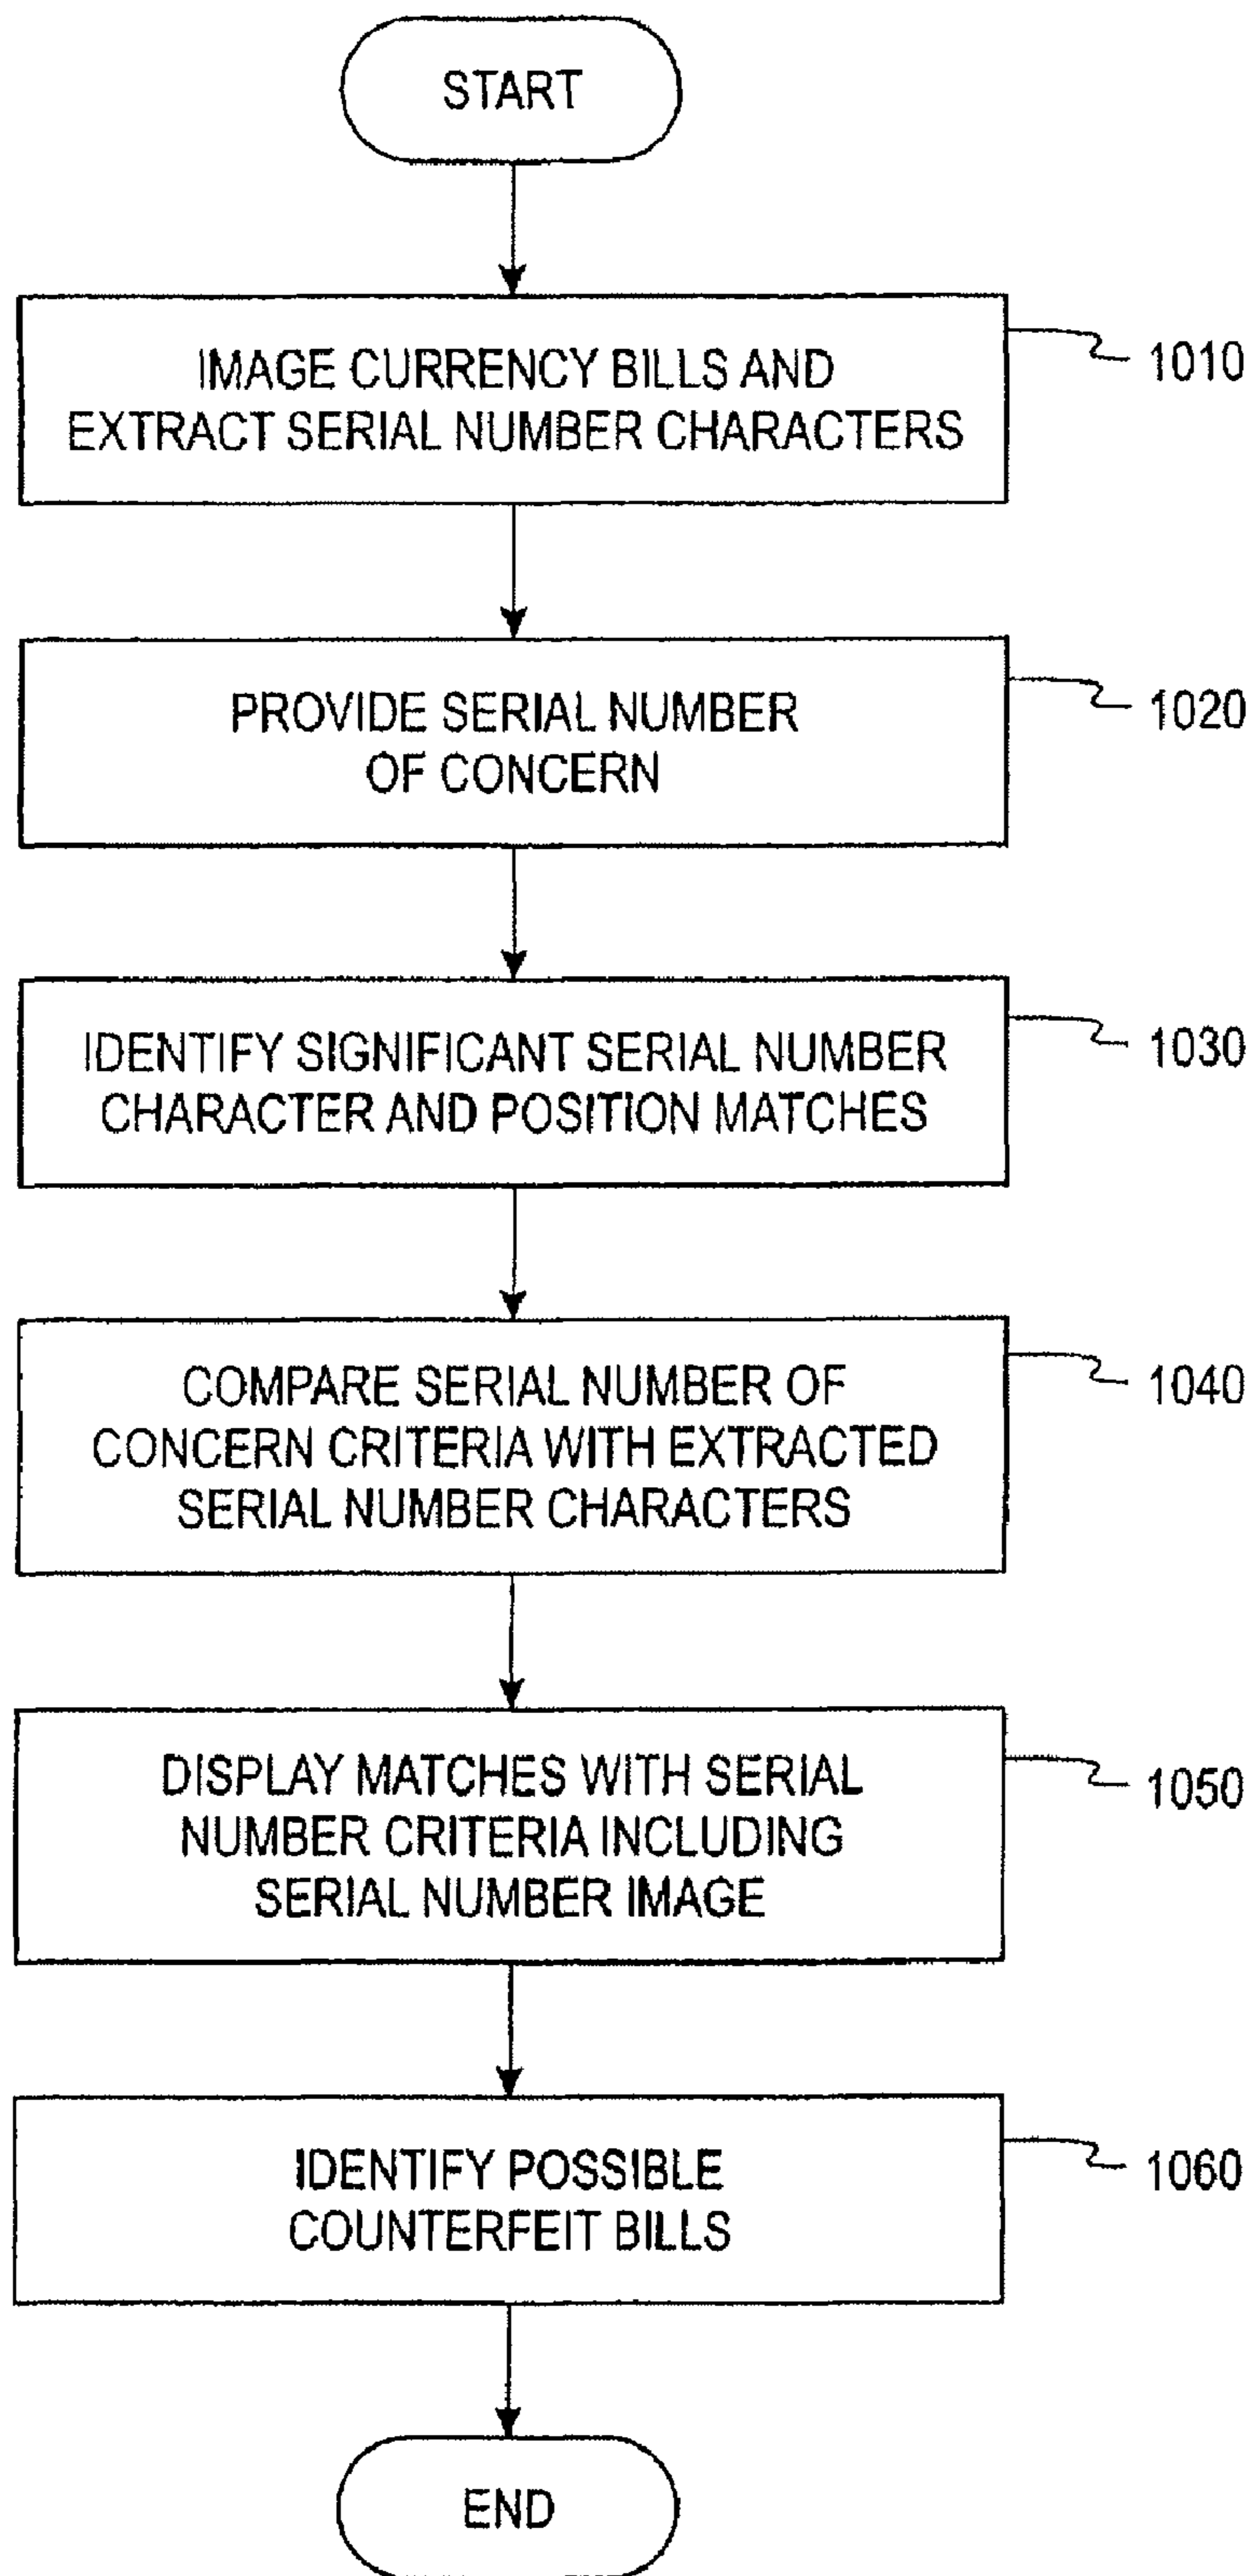 START
IMAGE CURRENCY BILLS AND
EXTRACT SERIAL NUMBER CHARACTERS
1010
PROVIDE SERIAL NUMBER
OF CONCERN
1020
IDENTIFY SIGNIFICANT SERIAL NUMBER
CHARACTER AND POSITION MATCHES
1030
COMPARE SERIAL NUMBER OF
CONCERN CRITERIA WITH EXTRACTED
SERIAL NUMBER CHARACTERS
1040
DISPLAY MATCHES WITH SERIAL
NUMBER CRITERIA INCLUDING
SERIAL NUMBER IMAGE
1050
IDENTIFY POSSIBLE
COUNTERFEIT BILLS
1060
END